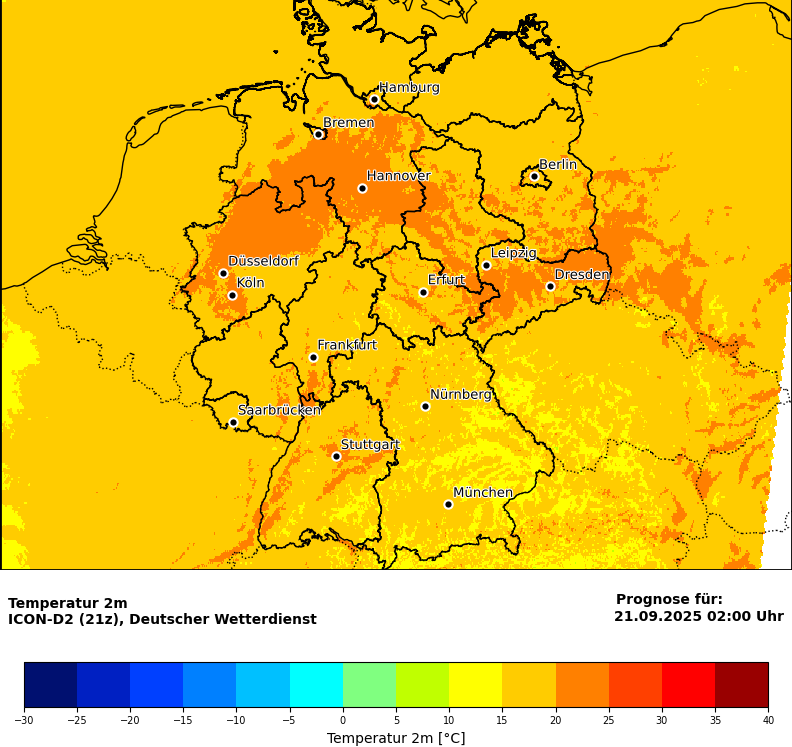 Hamburg
Bremen
Berlin
Hannover
Leipzig
Düsseldorf
Dresden
Köln
Erfurt
Frankfurt
Nürnberg
Saarbrücken
Stuttgart
München
Temperatur 2m
ICON-D2 (21z), Deutscher Wetterdienst
Prognose für:
21.09.2025 02:00 Uhr
−30 −25 −20 −15 −10 −5 0 5 10 15 20 25 30 35 40
Temperatur 2m [°C]